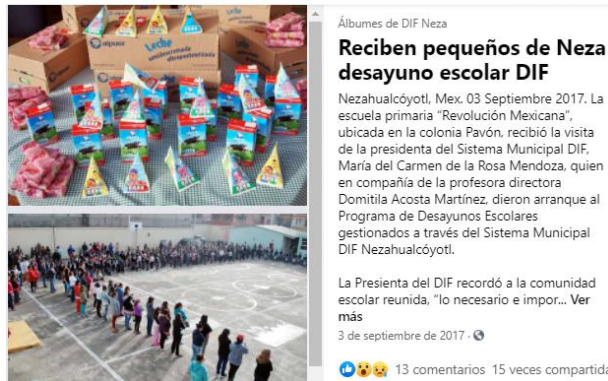 alpura
Leche
semidescremada
ultrapasteurizada
Álbumes de DIF Neza
Reciben pequeños de Neza
desayuno escolar DIF
Nezahualcóyotl, Mex. 03 Septiembre 2017. La
escuela primaria "Revolución Mexicana",
ubicada en la colonia Pavón, recibió la visita
de la presidenta del Sistema Municipal DIF,
María del Carmen de la Rosa Mendoza, quien
en compañía de la profesora directora
Domitila Acosta Martínez, dieron arranque al
Programa de Desayunos Escolares
gestionados a través del Sistema Municipal
DIF Nezahualcóyotl.
La Presienta del DIF recordó a la comunidad
escolar reunida, "lo necesario e impor... Ver
más
3 de septiembre de 2017 ·
13 comentarios 15 veces compartida